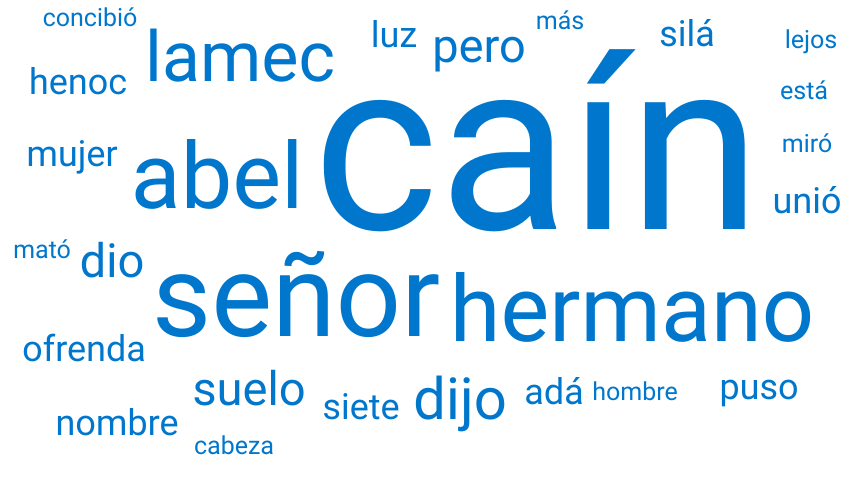 concibió
más
luz
silá
lejos
pero
lamec
henoc
está
caín
miró
mujer
abel
unió
mató
dio
señor
hermano
ofrenda
suelo
puso
adá
hombre
dijo
siete
nombre
cabeza